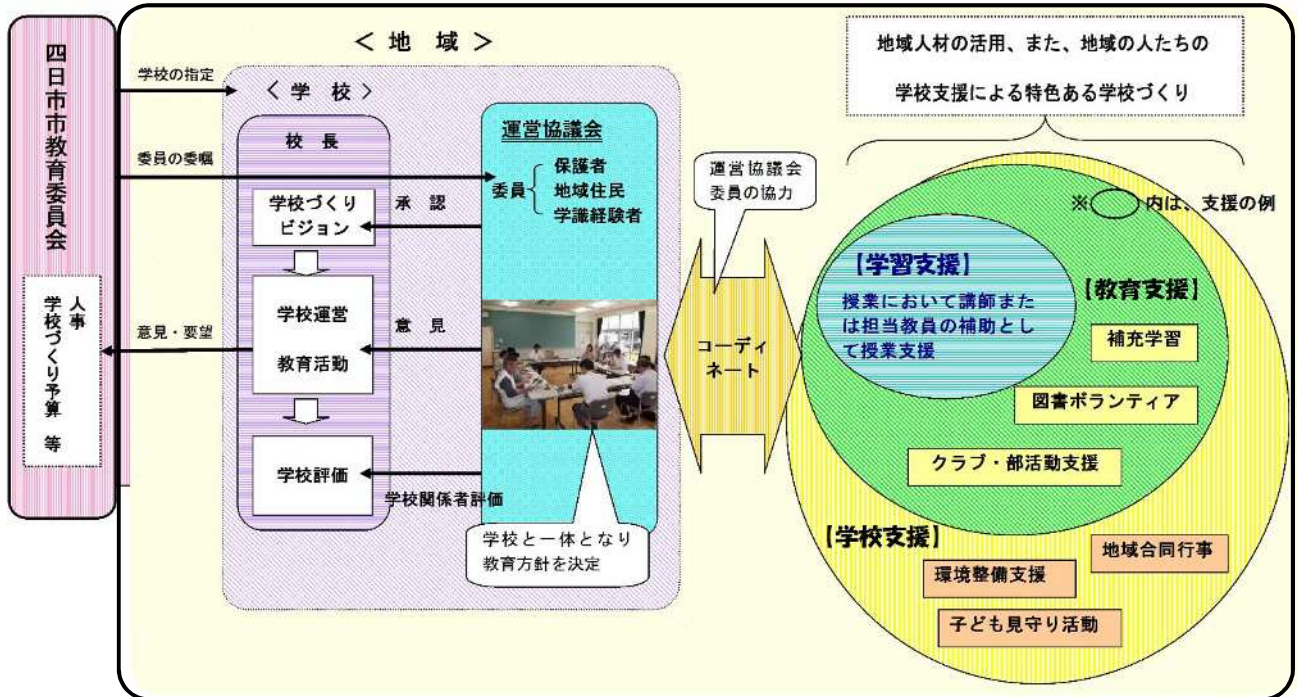 四日市市教育委員会
人事
学校づくり予算 等
＜ 地 域 ＞
学校の指定
委員の委嘱
意見・要望
＜ 学 校 ＞
校 長
学校づくり
ビジョン
学校運営
教育活動
学校評価
承 認
意 見
学校関係者評価
運営協議会
委員
保護者
地域住民
学識経験者
学校と一体となり
教育方針を決定
運営協議会
委員の協力
コーディ
ネート
地域人材の活用、また、地域の人たちの
学校支援による特色ある学校づくり
※ 内は、支援の例
【学習支援】
授業において講師また
は担当教員の補助とし
て授業支援
【教育支援】
補充学習
図書ボランティア
クラブ・部活動支援
【学校支援】
地域合同行事
環境整備支援
子ども見守り活動